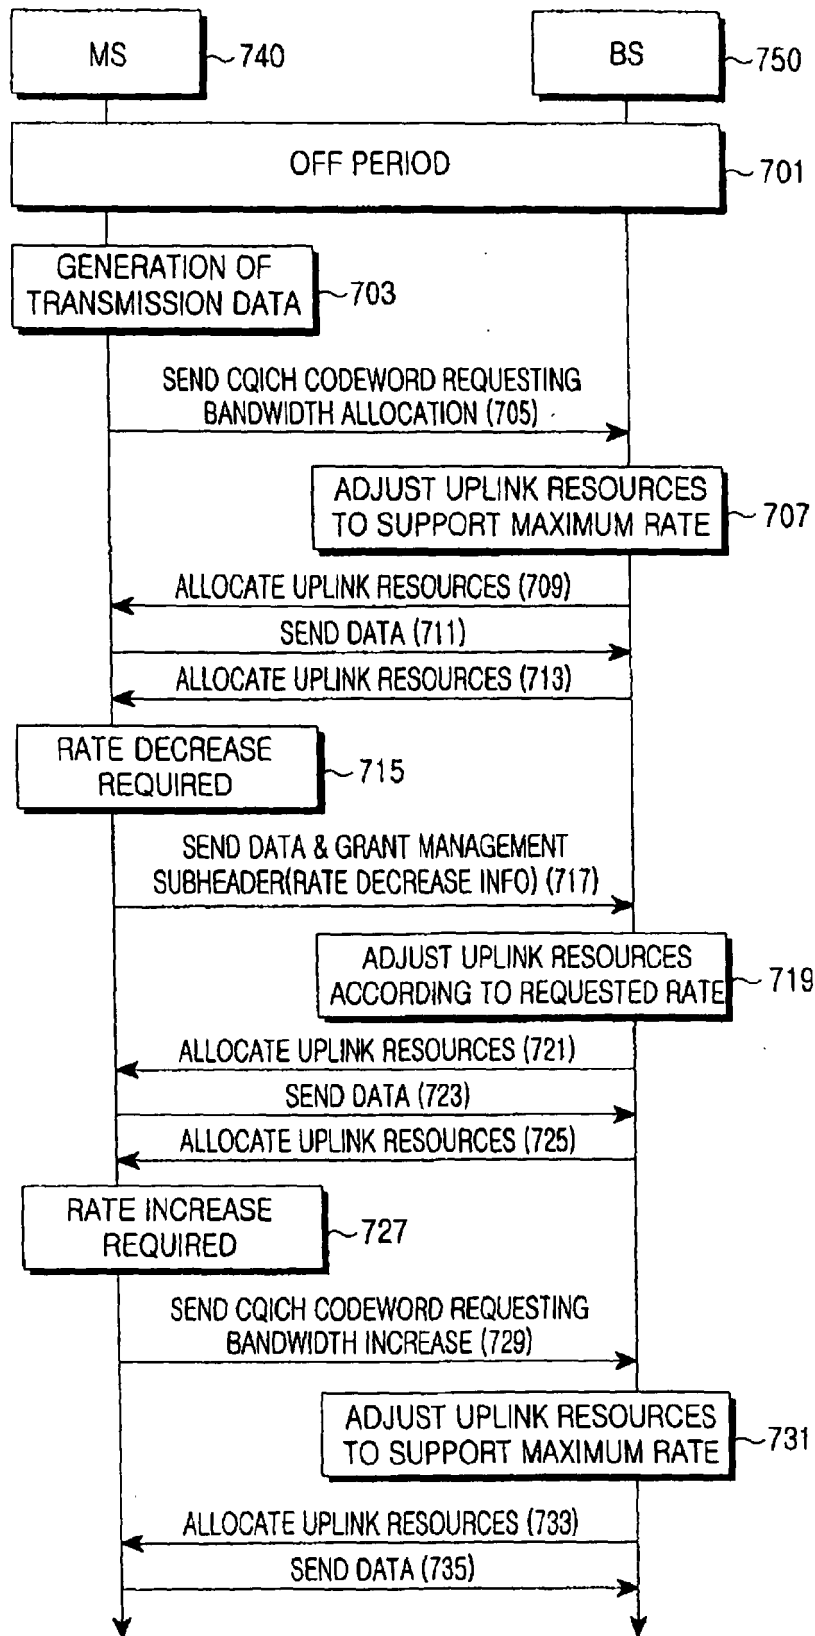 MS
740
BS
750
OFF PERIOD
701
GENERATION OF
TRANSMISSION DATA
703
SEND CQICH CODEWORD REQUESTING
BANDWIDTH ALLOCATION (705)
ADJUST UPLINK RESOURCES
TO SUPPORT MAXIMUM RATE
707
ALLOCATE UPLINK RESOURCES (709)
SEND DATA (711)
ALLOCATE UPLINK RESOURCES (713)
RATE DECREASE
REQUIRED
715
SEND DATA & GRANT MANAGEMENT
SUBHEADER(RATE DECREASE INFO) (717)
ADJUST UPLINK RESOURCES
ACCORDING TO REQUESTED RATE
719
ALLOCATE UPLINK RESOURCES (721)
SEND DATA (723)
ALLOCATE UPLINK RESOURCES (725)
RATE INCREASE
REQUIRED
727
SEND CQICH CODEWORD REQUESTING
BANDWIDTH INCREASE (729)
ADJUST UPLINK RESOURCES
TO SUPPORT MAXIMUM RATE
731
ALLOCATE UPLINK RESOURCES (733)
SEND DATA (735)